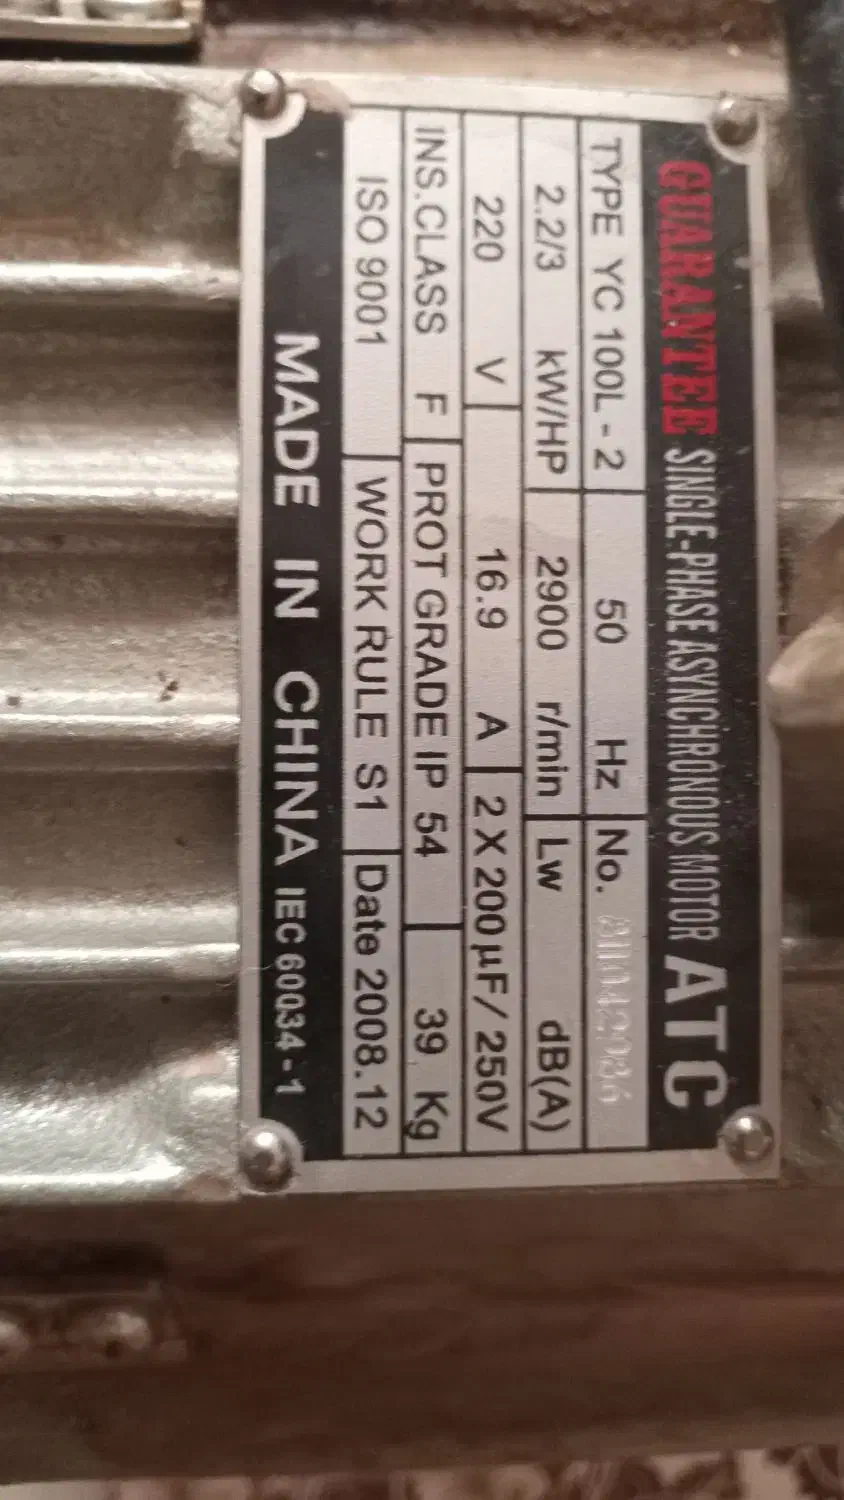 GUARANTEE SINGLE-PHASE ASYNCHRONOUS MOTOR ATC
TYPE YC 100L - 2 50 Hz No.
2.2/3 kW/HP 2900 r/min Lw dB(A)
220 V 16.9 A 2 X 200 μF/ 250V
INS.CLASS F PROT GRADE IP 54 39 Kg
ISO 9001 WORK RULE S1 Date 2008.12
MADE IN CHINA IEC 60034-1